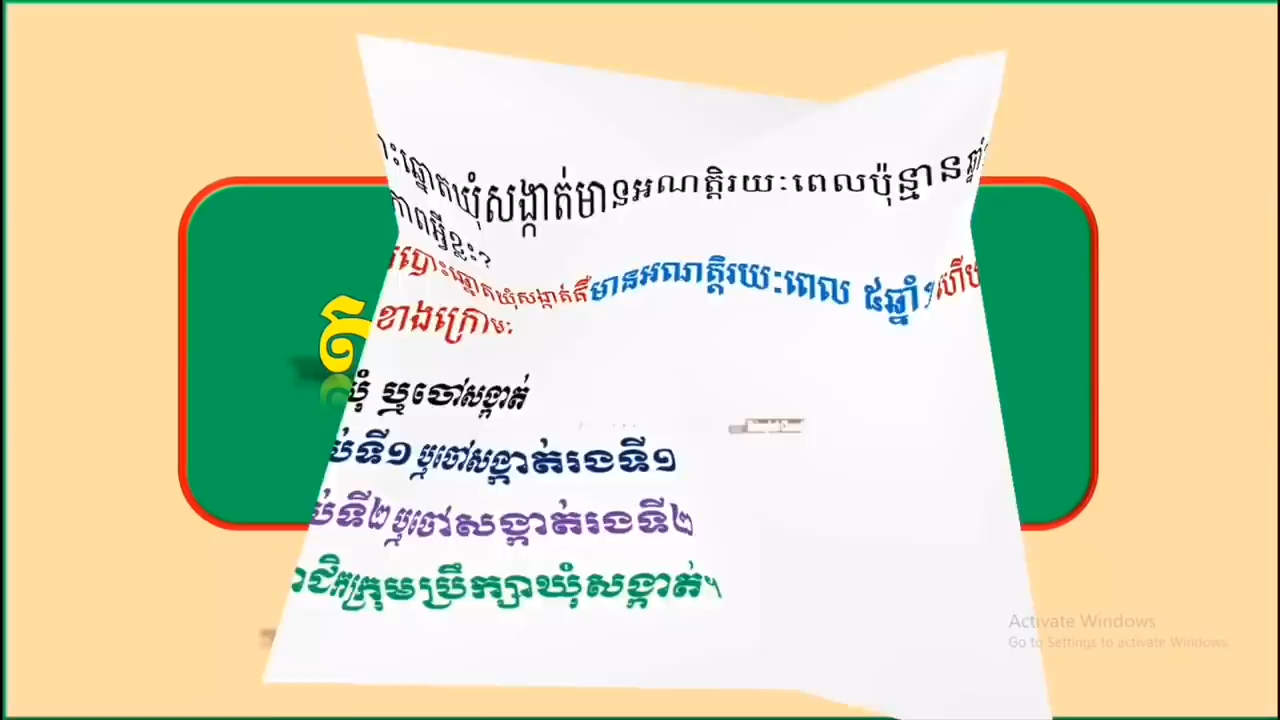 ឆ្នោតឃុំសង្កាត់មានអណត្តិរយៈពេលប៉ុន្មានឆ្នាំ
ភាពអ្វីខ្លះ?
បោះឆ្នោតឃុំសង្កាត់គឺមានអណត្តិរយៈពេល ៥ឆ្នាំ។ហើយ
ខាងក្រោម:
ឃុំ ឬចៅសង្កាត់
ទី១ ឬចៅសង្កាត់រងទី១
ទី២ ឬចៅសង្កាត់រងទី២
ជិកក្រុមប្រឹក្សាឃុំសង្កាត់។
Activate Windows
Go to Settings to activate Windows.